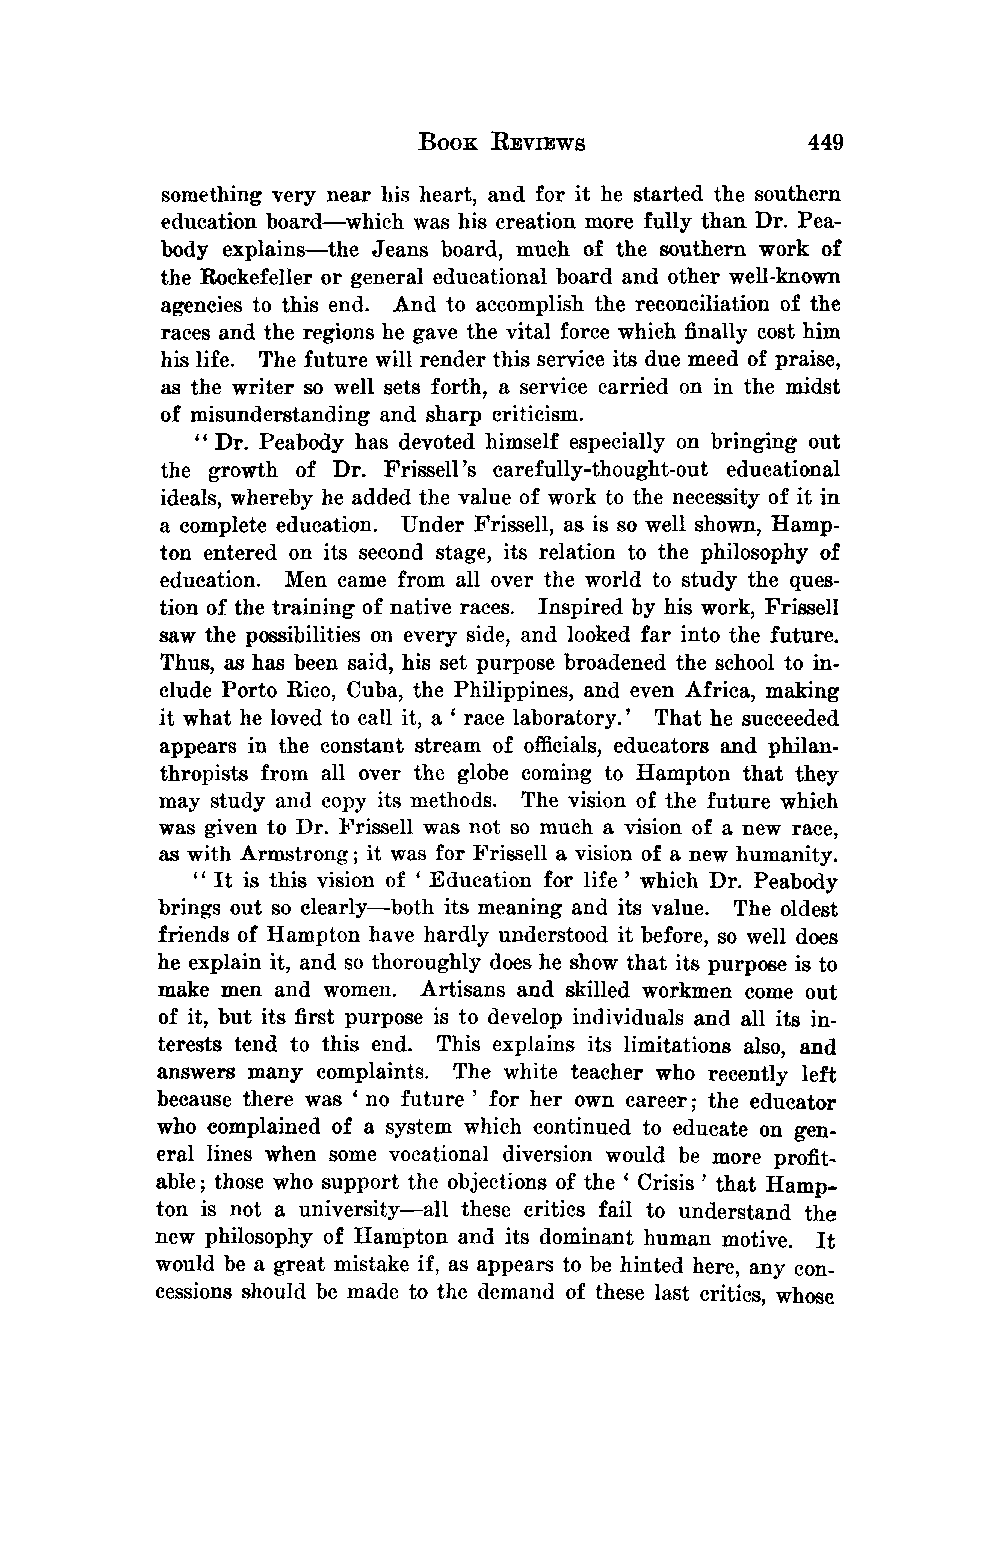 BOOK REVIEWS 449
something very near his heart, and for it he started the southern
education board—which was his creation more fully than Dr. Pea-
body explains—the Jeans board, much of the southern work of
the Rockefeller or general educational board and other well-known
agencies to this end. And to accomplish the reconciliation of the
races and the regions he gave the vital force which finally cost him
his life. The future will render this service its due meed of praise,
as the writer so well sets forth, a service carried on in the midst
of misunderstanding and sharp criticism.
“ Dr. Peabody has devoted himself especially on bringing out
the growth of Dr. Frissell’s carefully-thought-out educational
ideals, whereby he added the value of work to the necessity of it in
a complete education. Under Frissell, as is so well shown, Hamp-
ton entered on its second stage, its relation to the philosophy of
education. Men came from all over the world to study the ques-
tion of the training of native races. Inspired by his work, Frissell
saw the possibilities on every side, and looked far into the future.
Thus, as has been said, his set purpose broadened the school to in-
clude Porto Rico, Cuba, the Philippines, and even Africa, making
it what he loved to call it, a ‘ race laboratory.’ That he succeeded
appears in the constant stream of officials, educators and philan-
thropists from all over the globe coming to Hampton that they
may study and copy its methods. The vision of the future which
was given to Dr. Frissell was not so much a vision of a new race,
as with Armstrong; it was for Frissell a vision of a new humanity.
“ It is this vision of ‘ Education for life ’ which Dr. Peabody
brings out so clearly—both its meaning and its value. The oldest
friends of Hampton have hardly understood it before, so well does
he explain it, and so thoroughly does he show that its purpose is to
make men and women. Artisans and skilled workmen come out
of it, but its first purpose is to develop individuals and all its in-
terests tend to this end. This explains its limitations also, and
answers many complaints. The white teacher who recently left
because there was ‘ no future ’ for her own career; the educator
who complained of a system which continued to educate on gen-
eral lines when some vocational diversion would be more profit-
able; those who support the objections of the ‘ Crisis ’ that Hamp-
ton is not a university—all these critics fail to understand the
new philosophy of Hampton and its dominant human motive. It
would be a great mistake if, as appears to be hinted here, any con-
cessions should be made to the demand of these last critics, whose